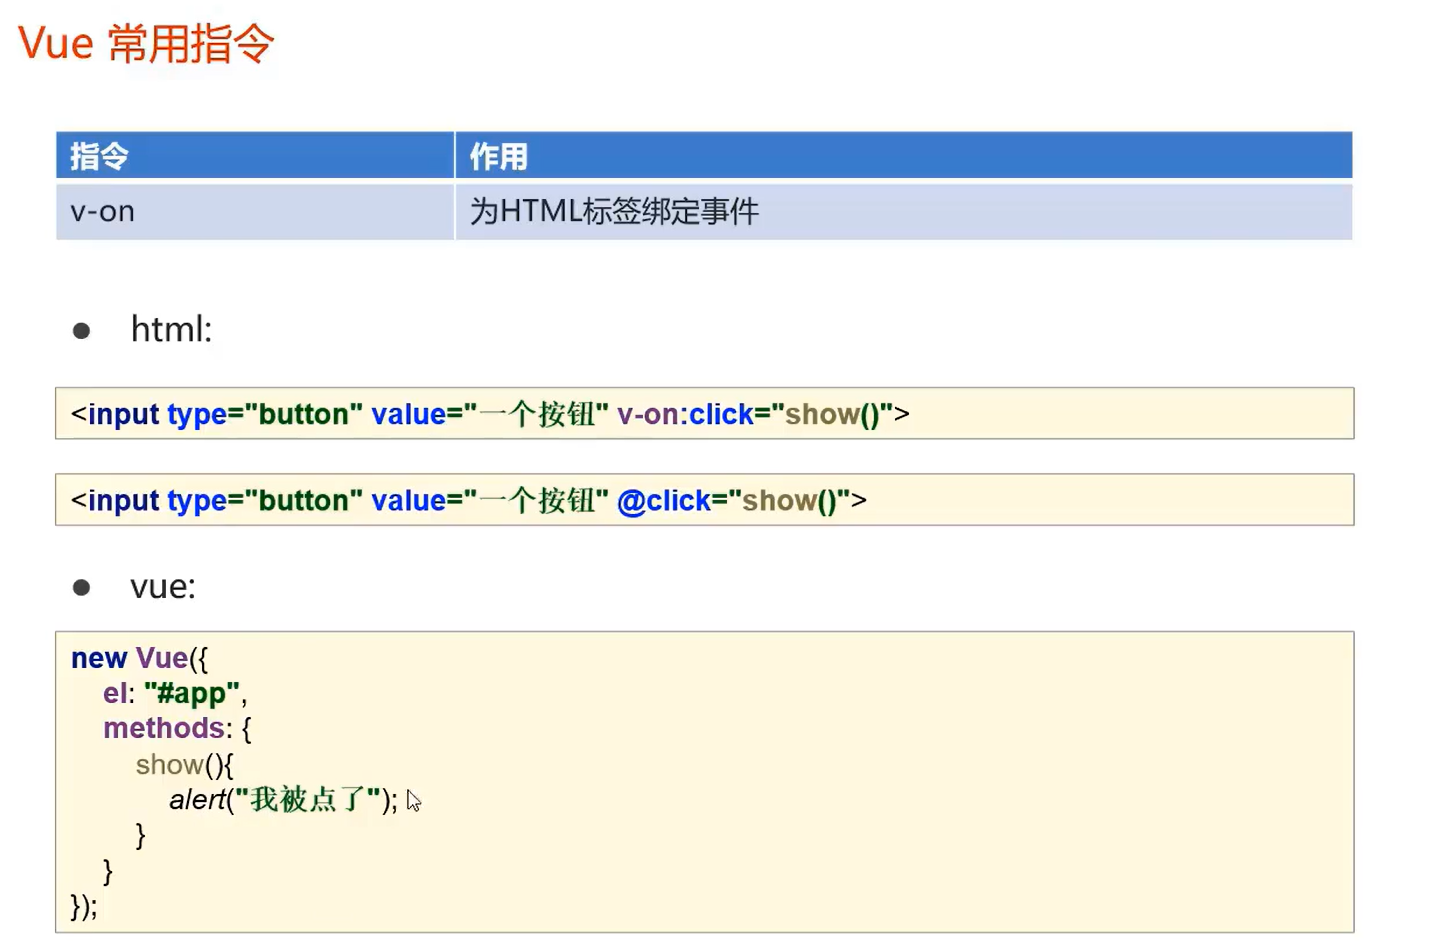 Vue 常用指令
指令 作用
v-on 为HTML标签绑定事件
● html:
<input type="button" value="一个按钮" v-on:click="show()">
<input type="button" value="一个按钮" @click="show()">
● vue:
new Vue({
    el: "#app",
    methods: {
        show(){
            alert("我被点了");
        }
    }
});